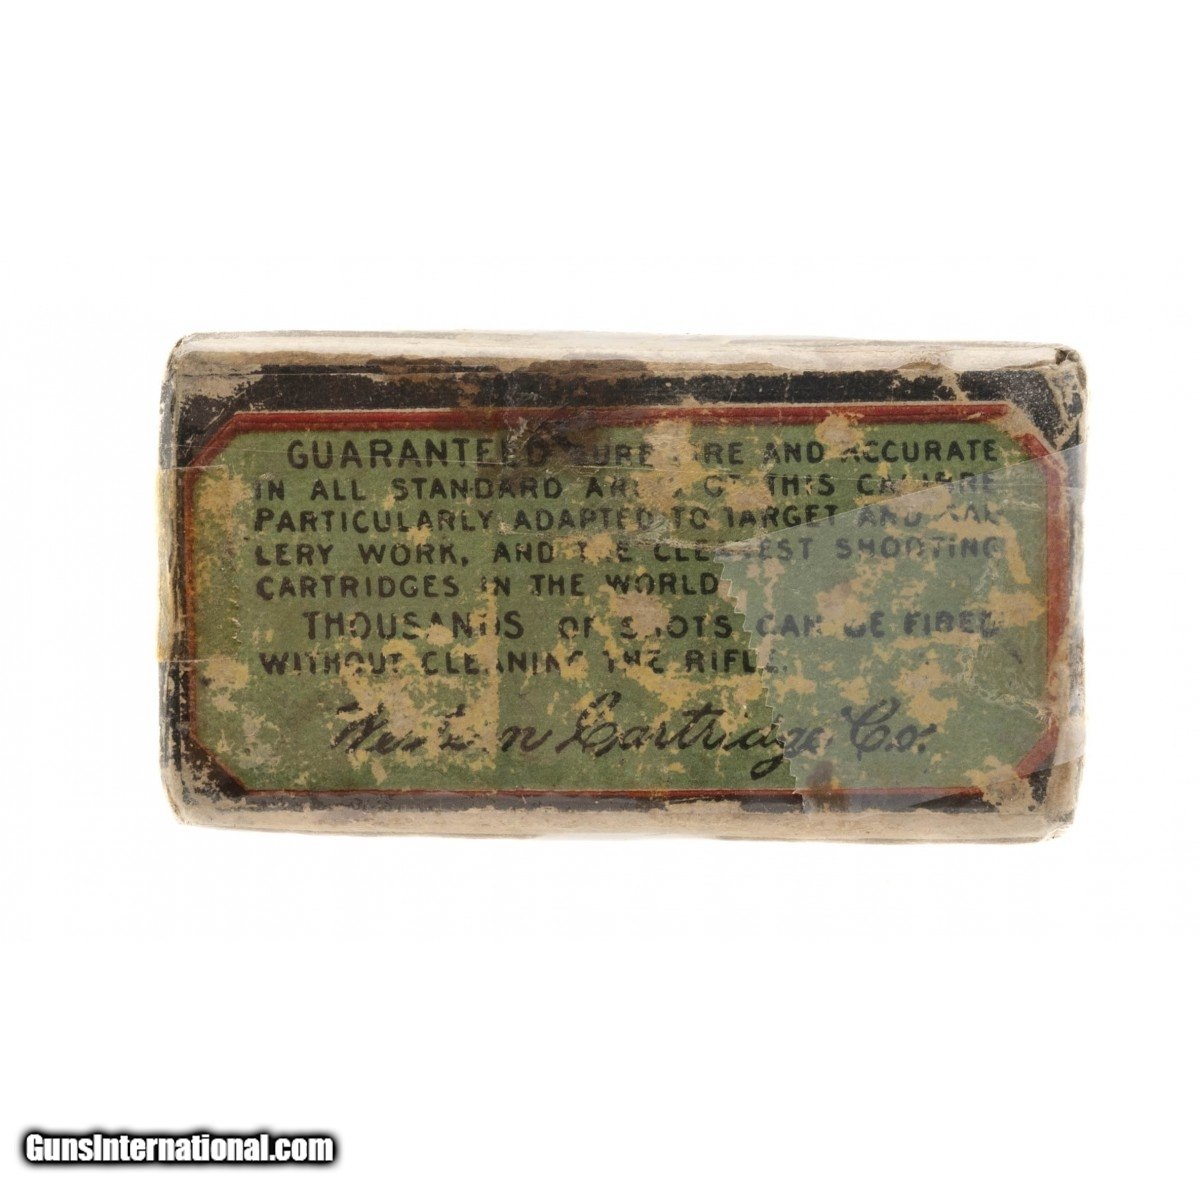 GUARANTEED SURE FIRE AND ACCURATE
IN ALL STANDARD ARMS OF THIS CALIBRE
PARTICULARLY ADAPTED TO TARGET AND GAL
LERY WORK, AND THE CLEANEST SHOOTING
CARTRIDGES IN THE WORLD
THOUSANDS OF SHOTS CAN BE FIRED
WITHOUT CLEANING THE RIFLE.
Western Cartridge Co.
GunsInternational.com